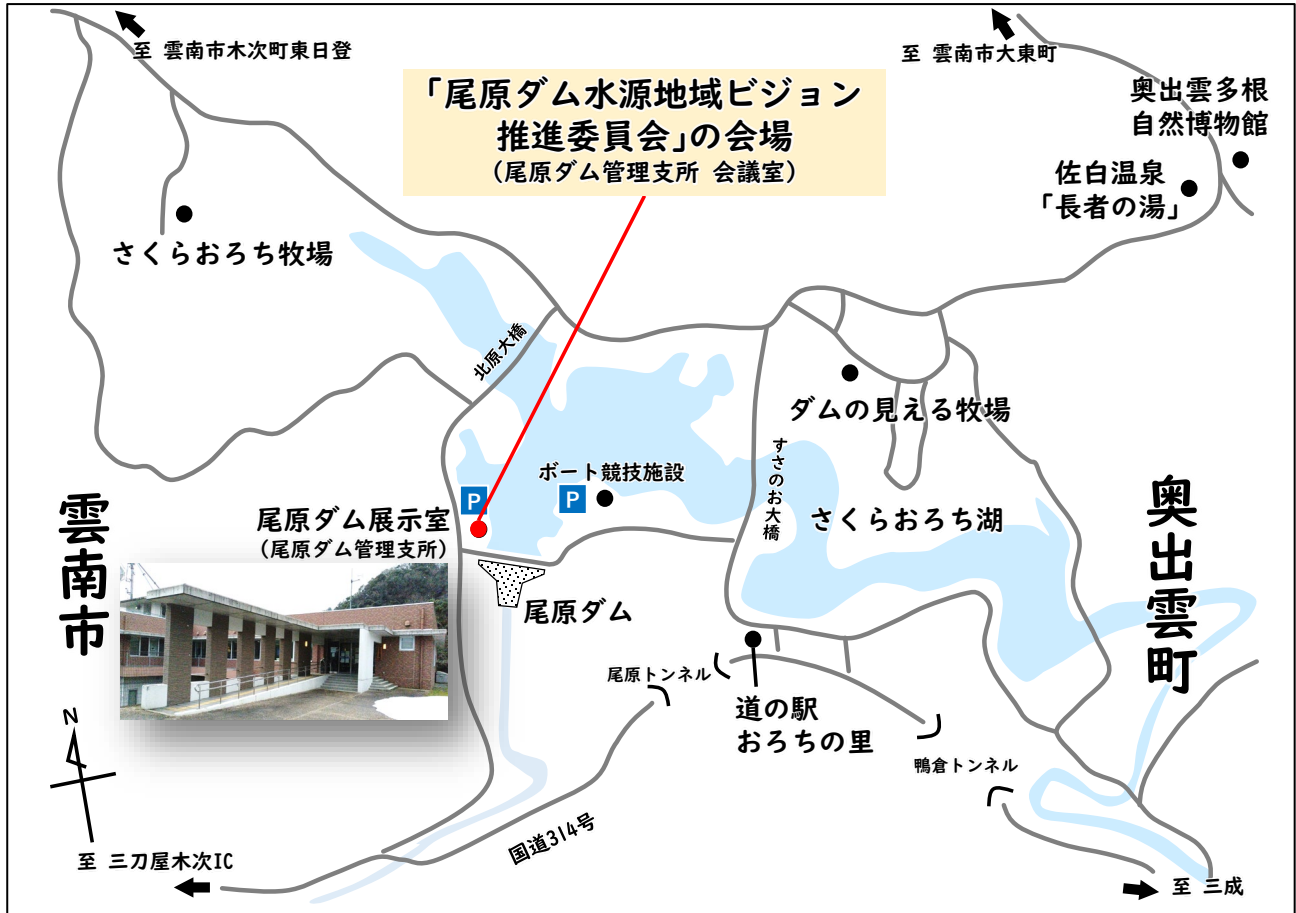 至 雲南市木次町東日登
至 雲南市大東町
「尾原ダム水源地域ビジョン
推進委員会」の会場
(尾原ダム管理支所 会議室)
奥出雲多根
自然博物館
佐白温泉
「長者の湯」
さくらおろち牧場
北原大橋
ダムの見える牧場
すさのお大橋
ボート競技施設
P
P
さくらおろち湖
尾原ダム展示室
(尾原ダム管理支所)
雲南市
奥出雲町
尾原ダム
尾原トンネル
道の駅
おろちの里
鴨倉トンネル
N
国道314号
至 三刀屋木次IC
至 三成